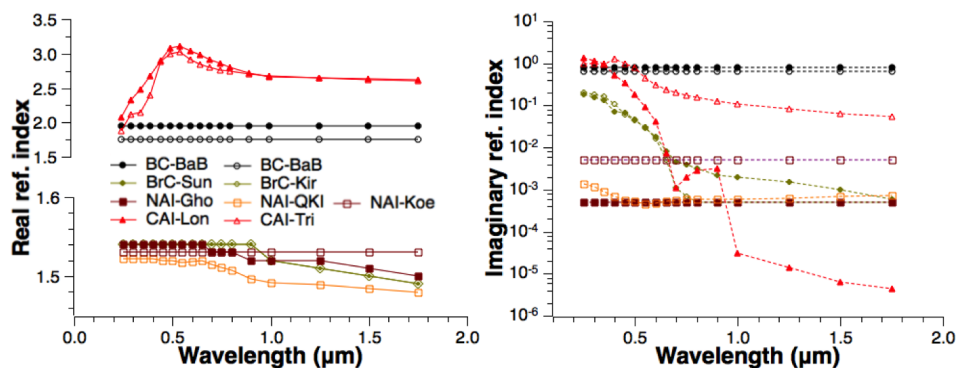 Real ref. index
3.5
3.0
2.5
2.0
1.5
BC-BaB BC-BaB
BrC-Sun BrC-Kir
NAI-Gho NAI-QKI NAI-Koe
CAI-Lon CAI-Tri
1.6
1.5
0.0 0.5 1.0 1.5 2.0
Wavelength (μm)
Imaginary ref. index
10¹
10⁰
10⁻¹
10⁻²
10⁻³
10⁻⁴
10⁻⁵
10⁻⁶
0.5 1.0 1.5 2.0
Wavelength (μm)